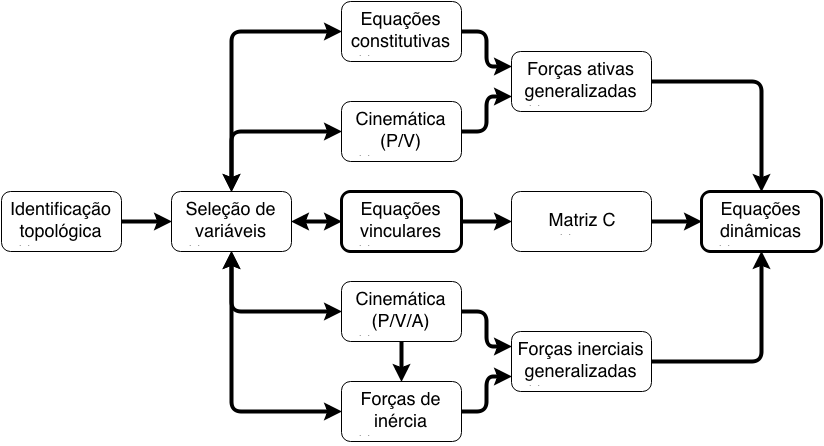 Equações
constitutivas
Forças ativas
generalizadas
Cinemática
(P/V)
Identificação
topológica
Seleção de
variáveis
Equações
vinculares
Matriz C
Equações
dinâmicas
Cinemática
(P/V/A)
Forças inerciais
generalizadas
Forças de
inércia